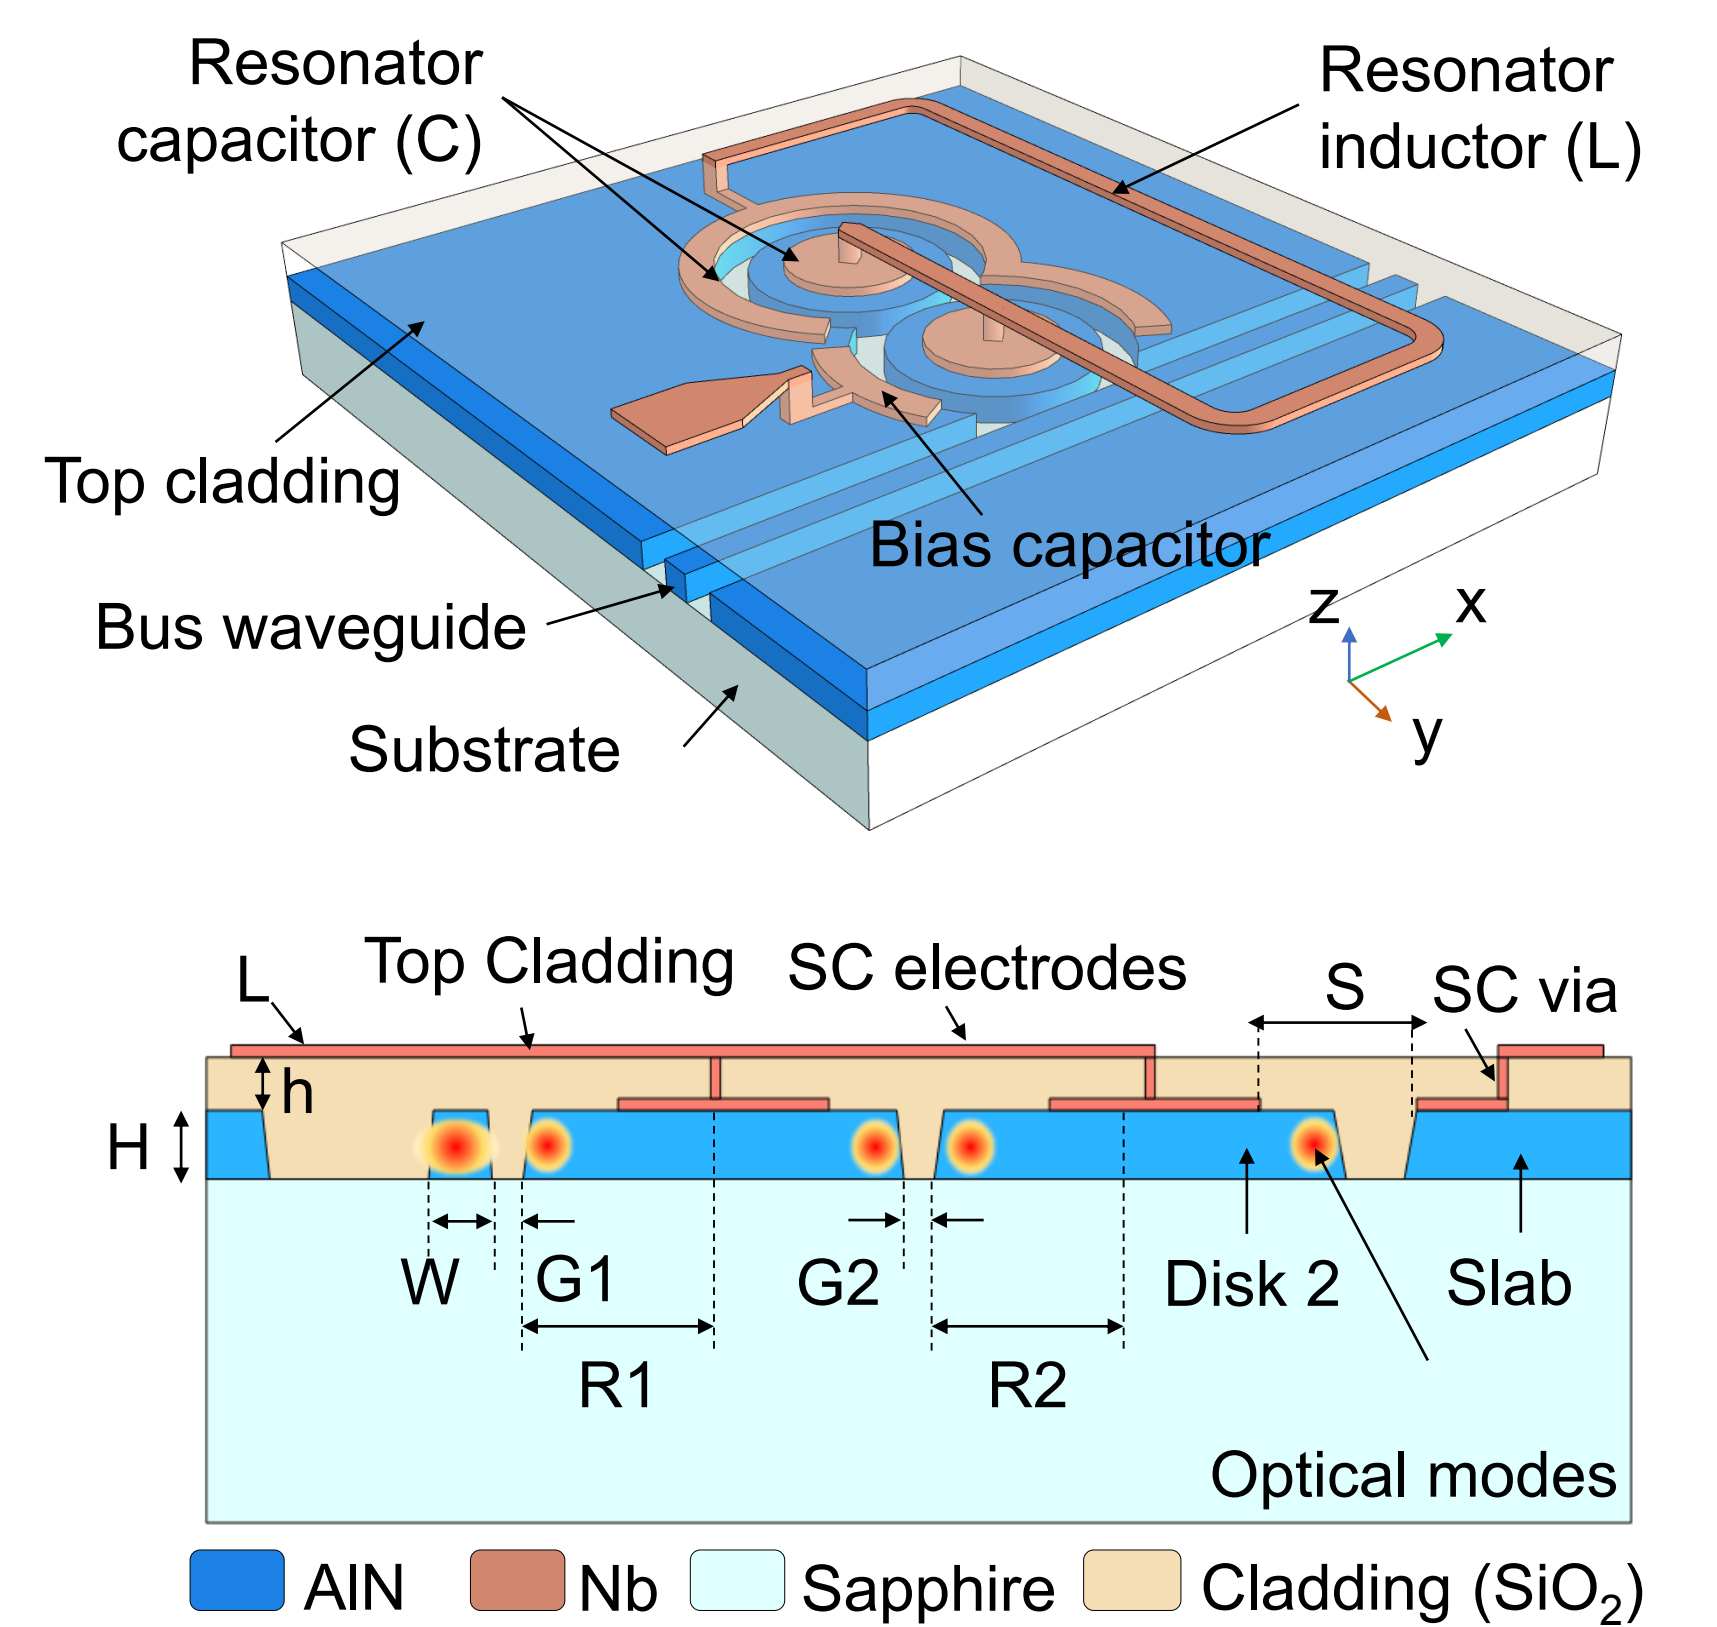 Resonator
capacitor (C)
Resonator
inductor (L)
Top cladding
Bias capacitor
Bus waveguide
Substrate
z
x
y
L
Top Cladding
SC electrodes
S
SC via
h
H
W
G1
G2
Disk 2
Slab
R1
R2
Optical modes
AlN
Nb
Sapphire
Cladding (SiO₂)